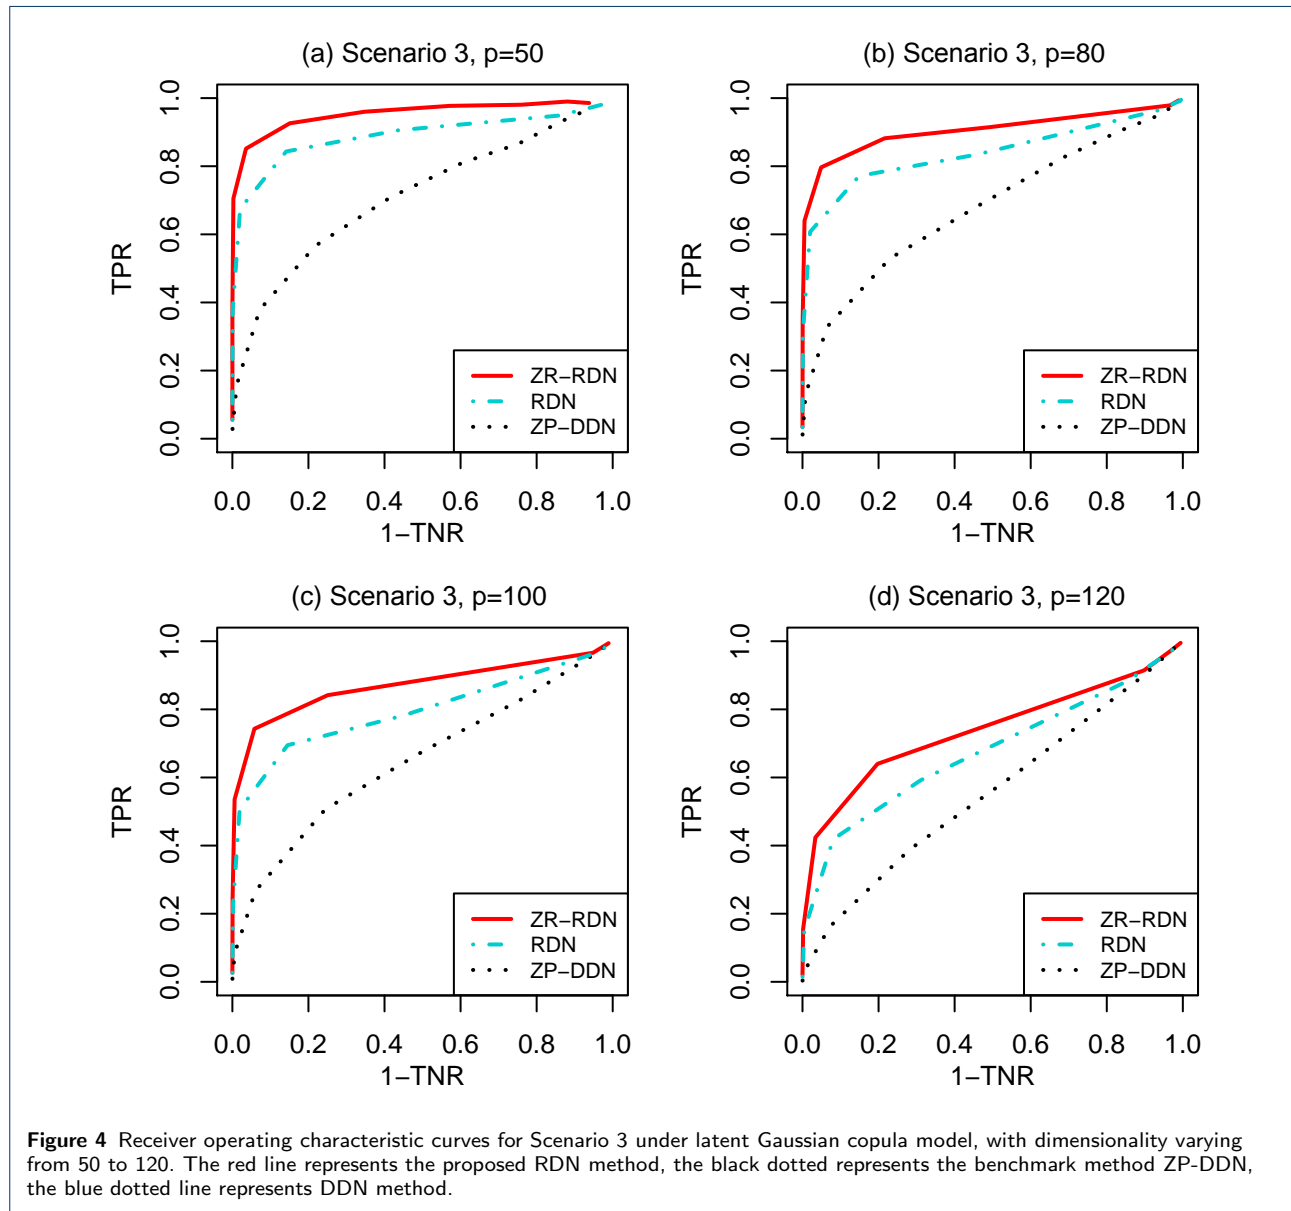 (a) Scenario 3, p=50
TPR
1.0
0.8
0.6
0.4
0.2
0.0
ZR−RDN
RDN
ZP−DDN
0.0 0.2 0.4 0.6 0.8 1.0
1−TNR
(b) Scenario 3, p=80
TPR
1.0
0.8
0.6
0.4
0.2
0.0
ZR−RDN
RDN
ZP−DDN
0.0 0.2 0.4 0.6 0.8 1.0
1−TNR
(c) Scenario 3, p=100
TPR
1.0
0.8
0.6
0.4
0.2
0.0
ZR−RDN
RDN
ZP−DDN
0.0 0.2 0.4 0.6 0.8 1.0
1−TNR
(d) Scenario 3, p=120
TPR
1.0
0.8
0.6
0.4
0.2
0.0
ZR−RDN
RDN
ZP−DDN
0.0 0.2 0.4 0.6 0.8 1.0
1−TNR
Figure 4 Receiver operating characteristic curves for Scenario 3 under latent Gaussian copula model, with dimensionality varying
from 50 to 120. The red line represents the proposed RDN method, the black dotted represents the benchmark method ZP-DDN,
the blue dotted line represents DDN method.